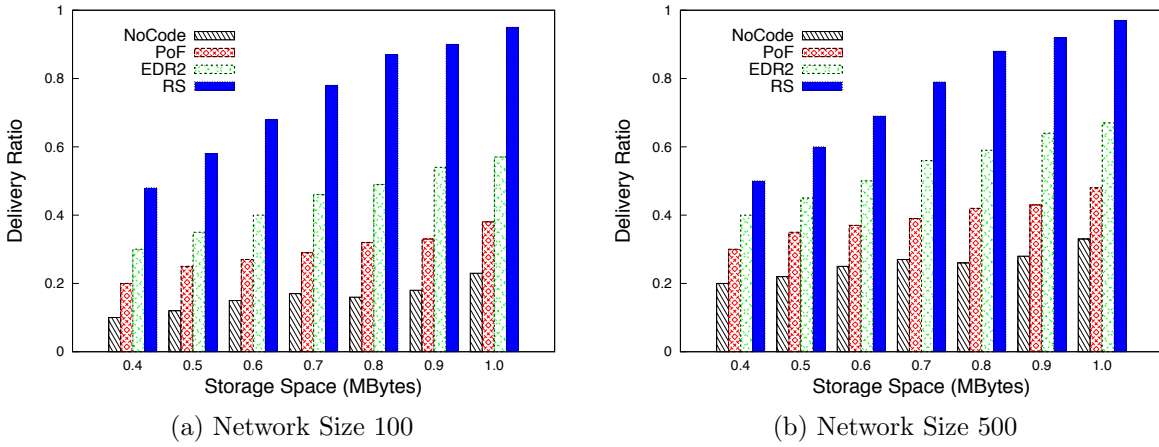 1
0.8
0.6
0.4
0.2
0
Delivery Ratio
NoCode
PoF
EDR2
RS
0.4 0.5 0.6 0.7 0.8 0.9 1.0
Storage Space (MBytes)
(a) Network Size 100
1
0.8
0.6
0.4
0.2
0
Delivery Ratio
NoCode
PoF
EDR2
RS
0.4 0.5 0.6 0.7 0.8 0.9 1.0
Storage Space (MBytes)
(b) Network Size 500